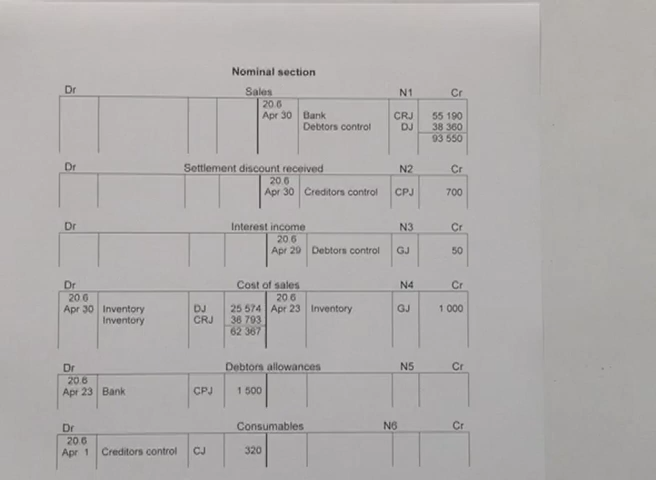 Nominal section
Dr Sales N1 Cr
20.6
Apr 30 Bank CRJ 55 190
Debtors control DJ 38 360
93 550
Dr Settlement discount received N2 Cr
20.6
Apr 30 Creditors control CPJ 700
Dr Interest income N3 Cr
20.6
Apr 29 Debtors control GJ 50
Dr Cost of sales N4 Cr
20.6 20.6
Apr 30 Inventory DJ 25 574 Apr 23 Inventory GJ 1 000
Inventory CRJ 36 793
62 367
Dr Debtors allowances N5 Cr
20.6
Apr 23 Bank CPJ 1 500
Dr Consumables N6 Cr
20.6
Apr 1 Creditors control CJ 320